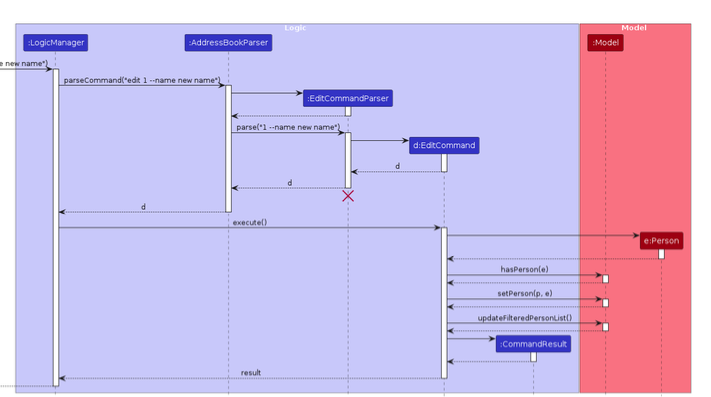 Logic
Model
:LogicManager
:AddressBookParser
:Model
e new name")
parseCommand("edit 1 --name new name")
:EditCommandParser
parse("1 --name new name")
d:EditCommand
d
d
d
execute()
e:Person
hasPerson(e)
setPerson(p, e)
updateFilteredPersonList()
:CommandResult
result